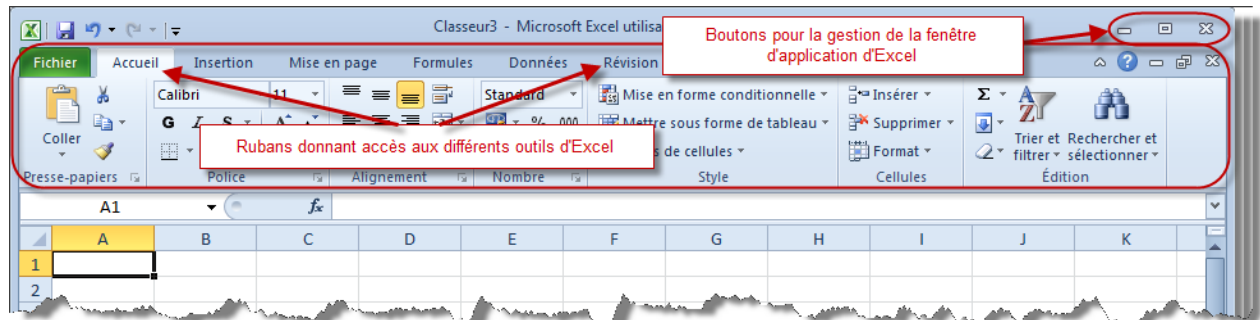 Classeur3 - Microsoft Excel utilisa
Boutons pour la gestion de la fenêtre
d'application d'Excel
Fichier Accueil Insertion Mise en page Formules Données Révision
Calibri 11 Standard Mise en forme conditionnelle Insérer Σ
Coller G I S A A % 000 Mettre sous forme de tableau Supprimer Trier et Rechercher et
Rubans donnant accès aux différents outils d'Excel
de cellules Format filtrer sélectionner
Presse-papiers Police Alignement Nombre Style Cellules Édition
A1 fx
A B C D E F G H I J K
1
2